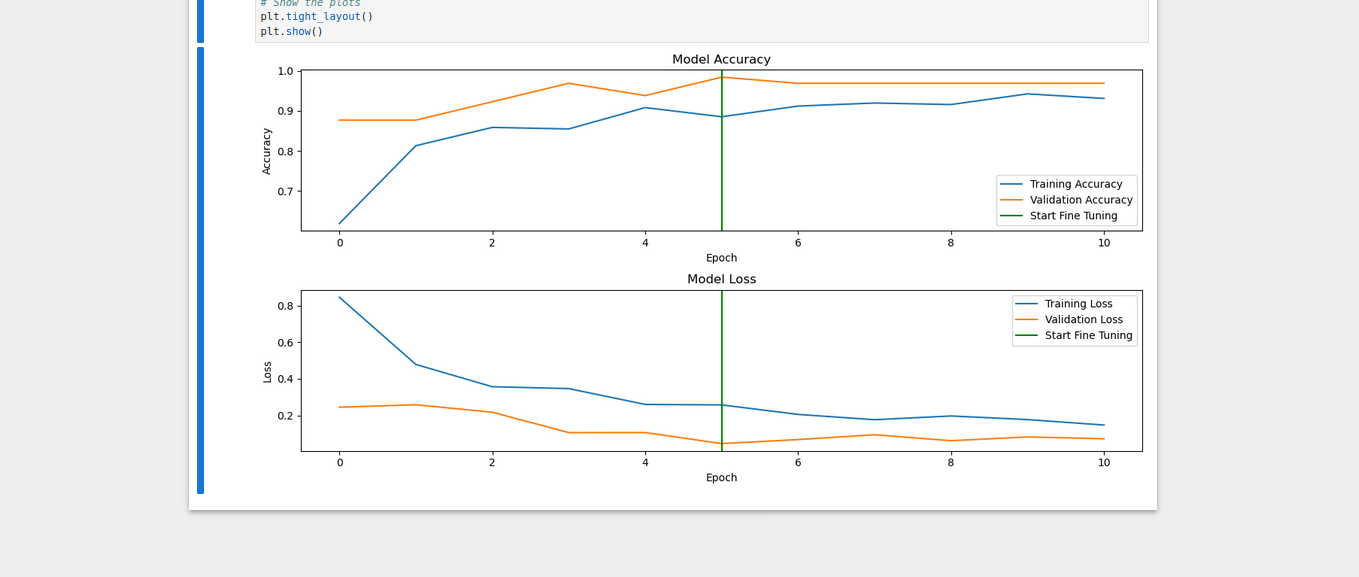 # Show the plots
plt.tight_layout()
plt.show()
Model Accuracy
1.0
0.9
0.8
0.7
Accuracy
Training Accuracy
Validation Accuracy
Start Fine Tuning
0 2 4 6 8 10
Epoch
Model Loss
0.8
0.6
0.4
0.2
Loss
Training Loss
Validation Loss
Start Fine Tuning
0 2 4 6 8 10
Epoch